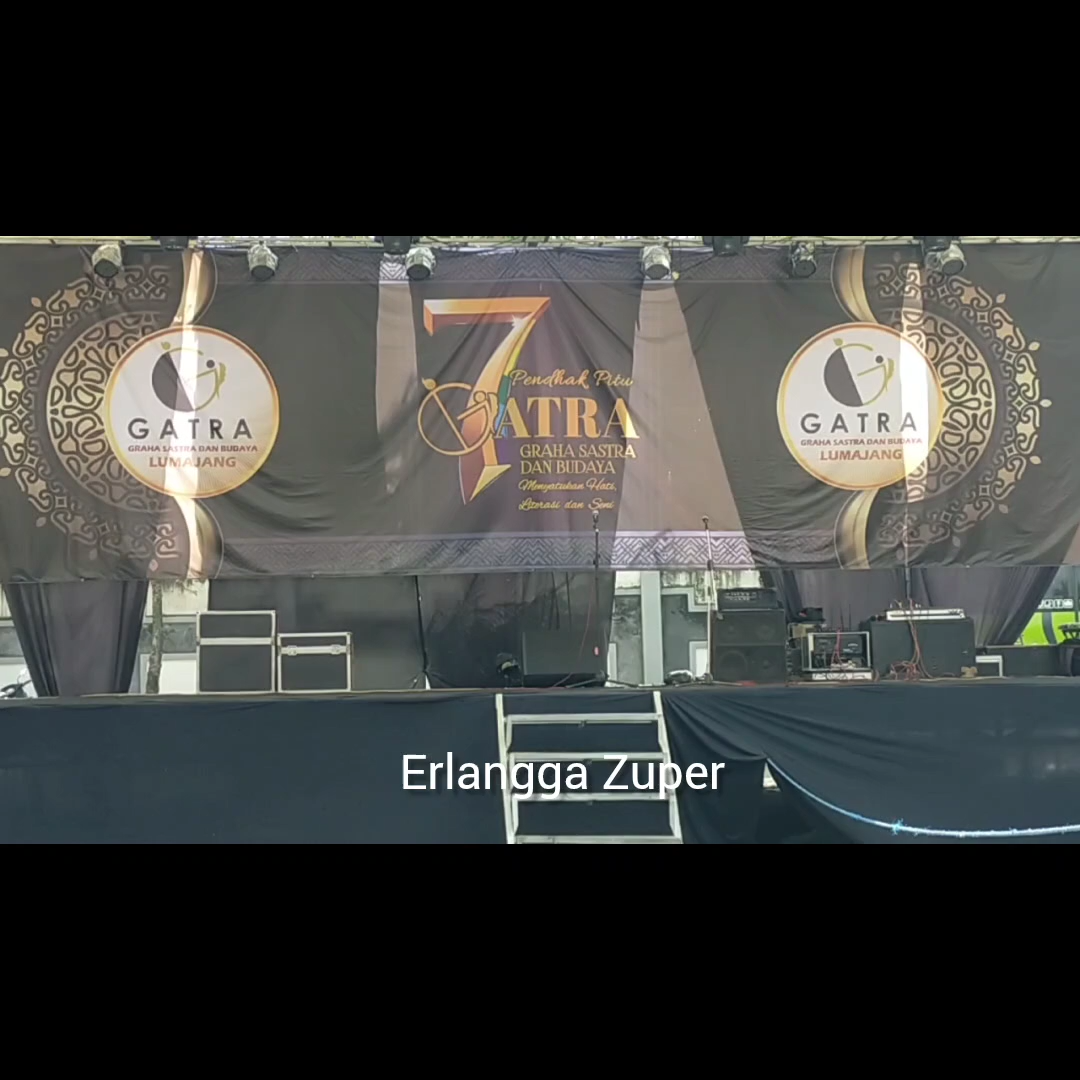 GATRA
GRAHA SASTRA DAN BUDAYA
LUMAJANG
7
Pendhak Pitu
GATRA
GRAHA SASTRA
DAN BUDAYA
Menyatukan Hati,
Literasi dan Seni
GATRA
GRAHA SASTRA DAN BUDAYA
LUMAJANG
Erlangga Zuper